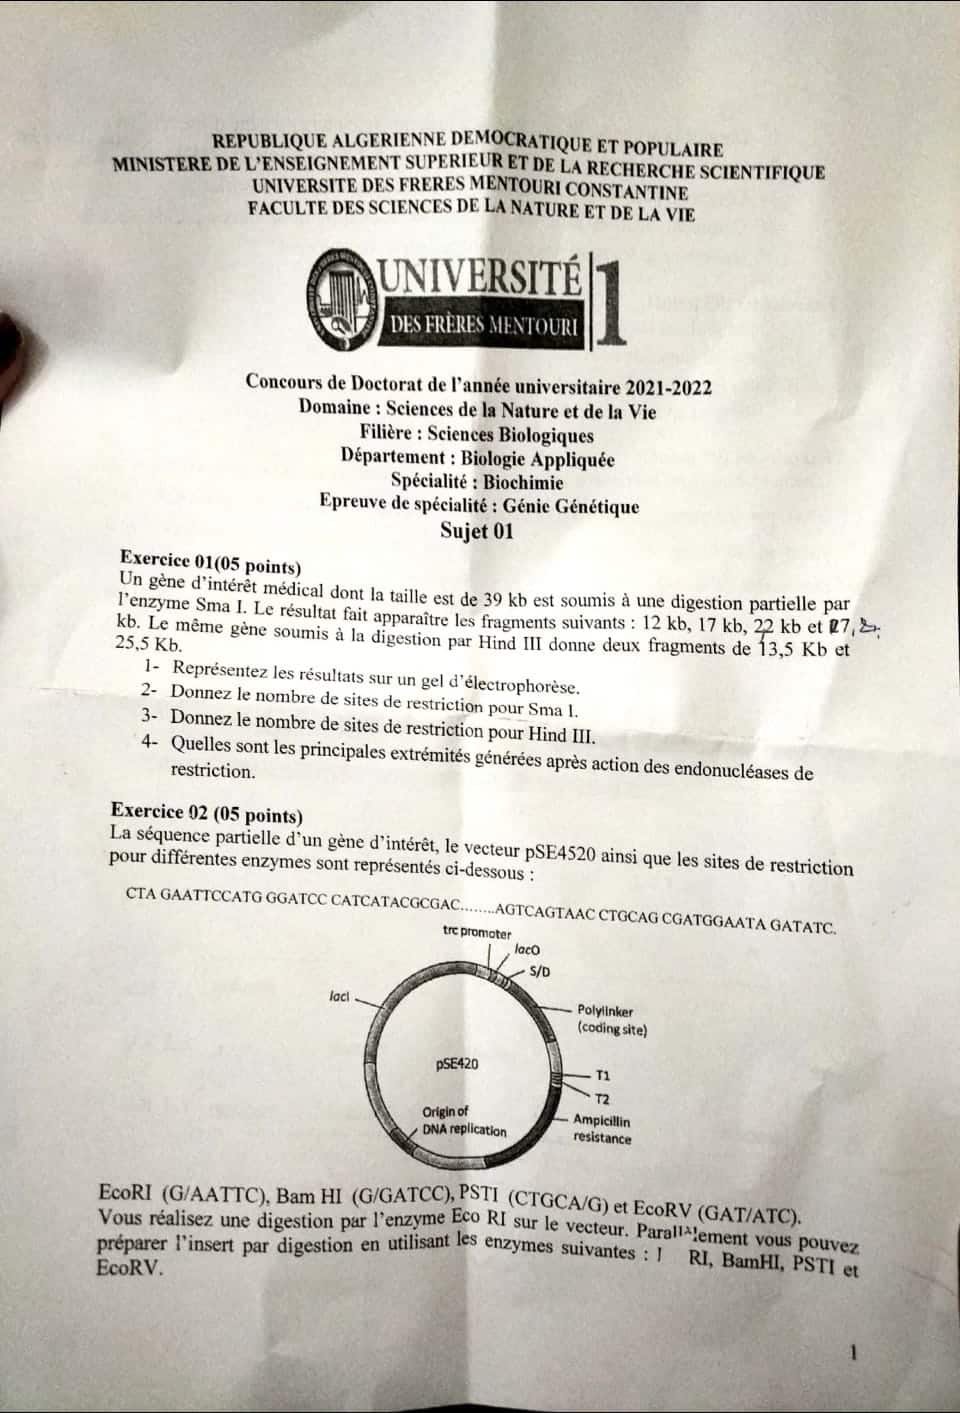 REPUBLIQUE ALGERIENNE DEMOCRATIQUE ET POPULAIRE
MINISTERE DE L'ENSEIGNEMENT SUPERIEUR ET DE LA RECHERCHE SCIENTIFIQUE
UNIVERSITE DES FRERES MENTOURI CONSTANTINE
FACULTE DES SCIENCES DE LA NATURE ET DE LA VIE
UNIVERSITÉ 1
DES FRÈRES MENTOURI
Concours de Doctorat de l'année universitaire 2021-2022
Domaine : Sciences de la Nature et de la Vie
Filière : Sciences Biologiques
Département : Biologie Appliquée
Spécialité : Biochimie
Epreuve de spécialité : Génie Génétique
Sujet 01
Exercice 01(05 points)
Un gène d'intérêt médical dont la taille est de 39 kb est soumis à une digestion partielle par
l'enzyme Sma I. Le résultat fait apparaître les fragments suivants : 12 kb, 17 kb, 22 kb et 27,
kb. Le même gène soumis à la digestion par Hind III donne deux fragments de 13,5 Kb et
25,5 Kb.
1- Représentez les résultats sur un gel d'électrophorèse.
2- Donnez le nombre de sites de restriction pour Sma I.
3- Donnez le nombre de sites de restriction pour Hind III.
4- Quelles sont les principales extrémités générées après action des endonucléases de
restriction.
Exercice 02 (05 points)
La séquence partielle d'un gène d'intérêt, le vecteur pSE4520 ainsi que les sites de restriction
pour différentes enzymes sont représentés ci-dessous :
CTA GAATTCCATG GGATCC CATCATACGCGAC........AGTCAGTAAC CTGCAG CGATGGAATA GATATC.
trc promoter
lacO
S/D
lacI
Polylinker
(coding site)
pSE420
T1
T2
Origin of
DNA replication
Ampicillin
resistance
EcoRI (G/AATTC), Bam HI (G/GATCC), PSTI (CTGCA/G) et EcoRV (GAT/ATC).
Vous réalisez une digestion par l'enzyme Eco RI sur le vecteur. Parallèlement vous pouvez
préparer l'insert par digestion en utilisant les enzymes suivantes : RI, BamHI, PSTI et
EcoRV.
1